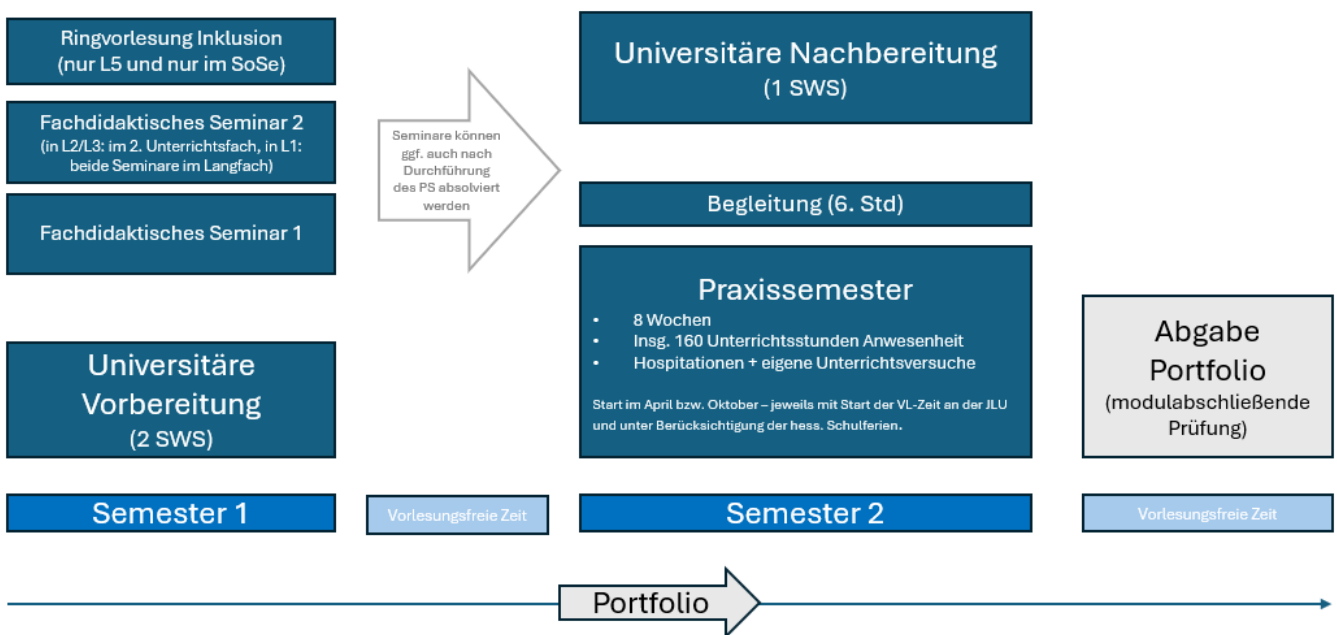 Ringvorlesung Inklusion
(nur L5 und nur im SoSe)
Fachdidaktisches Seminar 2
(in L2/L3: im 2. Unterrichtsfach, in L1:
beide Seminare im Langfach)
Fachdidaktisches Seminar 1
Universitäre
Vorbereitung
(2 SWS)
Semester 1
Seminare können
ggf. auch nach
Durchführung
des PS absolviert
werden
Vorlesungsfreie Zeit
Universitäre Nachbereitung
(1 SWS)
Begleitung (6. Std)
Praxissemester
• 8 Wochen
• Insg. 160 Unterrichtsstunden Anwesenheit
• Hospitationen + eigene Unterrichtsversuche
Start im April bzw. Oktober – jeweils mit Start der VL-Zeit an der JLU
und unter Berücksichtigung der hess. Schulferien.
Semester 2
Abgabe
Portfolio
(modulabschließende
Prüfung)
Vorlesungsfreie Zeit
Portfolio